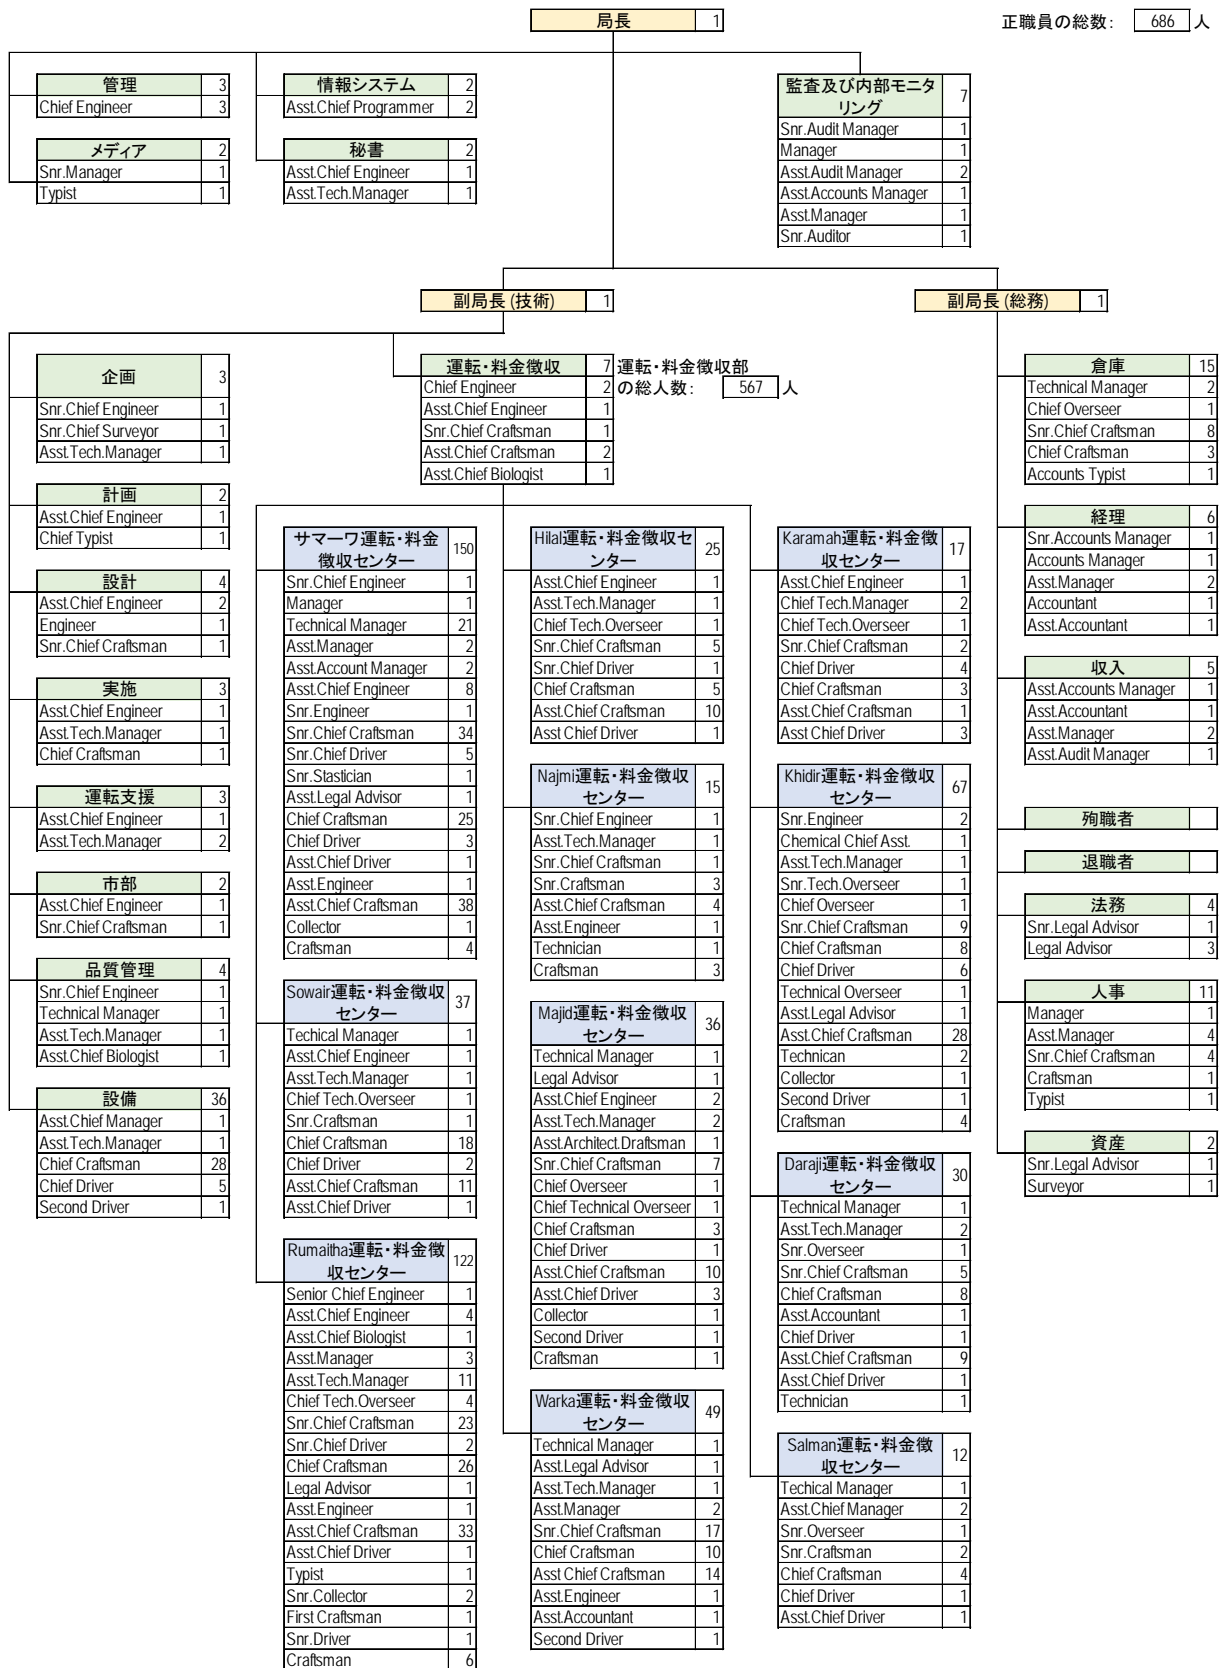 局長 1
正職員の総数: 686 人
管理 3
Chief Engineer 3
メディア 2
Snr.Manager 1
Typist 1
情報システム 2
Asst.Chief Programmer 2
秘書 2
Asst.Chief Engineer 1
Asst.Tech.Manager 1
監査及び内部モニタ
リング 7
Snr.Audit Manager 1
Manager 1
Asst.Audit Manager 2
Asst.Accounts Manager 1
Asst.Manager 1
Snr.Auditor 1
副局長 (技術) 1
副局長 (総務) 1
企画 3
Snr.Chief Engineer 1
Snr.Chief Surveyor 1
Asst.Tech.Manager 1
計画 2
Asst.Chief Engineer 1
Chief Typist 1
設計 4
Asst.Chief Engineer 2
Engineer 1
Snr.Chief Craftsman 1
実施 3
Asst.Chief Engineer 1
Asst.Tech.Manager 1
Chief Craftsman 1
運転支援 3
Asst.Chief Engineer 1
Asst.Tech.Manager 2
市部 2
Asst.Chief Engineer 1
Snr.Chief Craftsman 1
品質管理 4
Snr.Chief Engineer 1
Technical Manager 1
Asst.Tech.Manager 1
Asst.Chief Biologist 1
設備 36
Asst.Chief Manager 1
Asst.Tech.Manager 1
Chief Craftsman 28
Chief Driver 5
Second Driver 1
運転・料金徴収 7
Chief Engineer 2
Asst.Chief Engineer 1
Snr.Chief Craftsman 1
Asst.Chief Craftsman 2
Asst.Chief Biologist 1
運転・料金徴収部
の総人数: 567 人
サマーワ運転・料金
徴収センター 150
Snr.Chief Engineer 1
Manager 1
Technical Manager 21
Asst.Manager 2
Asst.Account Manager 2
Asst.Chief Engineer 8
Snr.Engineer 1
Snr.Chief Craftsman 34
Snr.Chief Driver 5
Snr.Stastician 1
Asst.Legal Advisor 1
Chief Craftsman 25
Chief Driver 3
Asst.Chief Driver 1
Asst.Engineer 1
Asst.Chief Craftsman 38
Collector 1
Craftsman 4
Sowair運転・料金徴収
センター 37
Techical Manager 1
Asst.Chief Engineer 1
Asst.Tech.Manager 1
Chief Tech.Overseer 1
Snr.Craftsman 1
Chief Craftsman 18
Chief Driver 2
Asst.Chief Craftsman 11
Asst.Chief Driver 1
Rumaitha運転・料金徴
収センター 122
Senior Chief Engineer 1
Asst.Chief Engineer 4
Asst.Chief Biologist 1
Asst.Manager 3
Asst.Tech.Manager 11
Chief Tech.Overseer 4
Snr.Chief Craftsman 23
Snr.Chief Driver 2
Chief Craftsman 26
Legal Advisor 1
Asst.Engineer 1
Asst.Chief Craftsman 33
Asst.Chief Driver 1
Typist 1
Snr.Collector 2
First Craftsman 1
Snr.Driver 1
Craftsman 6
Hilal運転・料金徴収セ
ンター 25
Asst.Chief Engineer 1
Asst.Tech.Manager 1
Chief Tech.Overseer 1
Snr.Chief Craftsman 5
Snr.Chief Driver 1
Chief Craftsman 5
Asst.Chief Craftsman 10
Asst Chief Driver 1
Najmi運転・料金徴収
センター 15
Snr.Chief Engineer 1
Asst.Tech.Manager 1
Snr.Chief Craftsman 1
Snr.Craftsman 3
Asst.Chief Craftsman 4
Asst.Engineer 1
Technician 1
Craftsman 3
Majid運転・料金徴収
センター 36
Technical Manager 1
Legal Advisor 1
Asst.Chief Engineer 2
Asst.Tech.Manager 2
Asst.Architect.Draftsman 1
Snr.Chief Craftsman 7
Chief Overseer 1
Chief Technical Overseer 1
Chief Craftsman 3
Chief Driver 1
Asst.Chief Craftsman 10
Asst.Chief Driver 3
Collector 1
Second Driver 1
Craftsman 1
Warka運転・料金徴収
センター 49
Technical Manager 1
Asst.Legal Advisor 1
Asst.Tech.Manager 1
Asst.Manager 2
Snr.Chief Craftsman 17
Chief Craftsman 10
Asst Chief Craftsman 14
Asst.Engineer 1
Asst.Accountant 1
Second Driver 1
Karamah運転・料金徴
収センター 17
Asst.Chief Engineer 1
Chief Tech.Manager 2
Chief Tech.Overseer 1
Snr.Chief Craftsman 2
Chief Driver 4
Chief Craftsman 3
Asst.Chief Craftsman 1
Asst Chief Driver 3
Khidir運転・料金徴収
センター 67
Snr.Engineer 2
Chemical Chief Asst. 1
Asst.Tech.Manager 1
Snr.Tech.Overseer 1
Chief Overseer 1
Snr.Chief Craftsman 9
Chief Craftsman 8
Chief Driver 6
Technical Overseer 1
Asst.Legal Advisor 1
Asst.Chief Craftsman 28
Technican 2
Collector 1
Second Driver 1
Craftsman 4
Daraji運転・料金徴収
センター 30
Technical Manager 1
Asst.Tech.Manager 2
Snr.Overseer 1
Snr.Chief Craftsman 5
Chief Craftsman 8
Asst.Accountant 1
Chief Driver 1
Asst.Chief Craftsman 9
Asst.Chief Driver 1
Technician 1
Salman運転・料金徴
収センター 12
Techical Manager 1
Asst.Chief Manager 2
Snr.Overseer 1
Snr.Craftsman 2
Chief Craftsman 4
Chief Driver 1
Asst.Chief Driver 1
倉庫 15
Technical Manager 2
Chief Overseer 1
Snr.Chief Craftsman 8
Chief Craftsman 3
Accounts Typist 1
経理 6
Snr.Accounts Manager 1
Accounts Manager 1
Asst.Manager 2
Accountant 1
Asst.Accountant 1
収入 5
Asst.Accounts Manager 1
Asst.Accountant 1
Asst.Manager 2
Asst.Audit Manager 1
殉職者
退職者
法務 4
Snr.Legal Advisor 1
Legal Advisor 3
人事 11
Manager 1
Asst.Manager 4
Snr.Chief Craftsman 4
Craftsman 1
Typist 1
資産 2
Snr.Legal Advisor 1
Surveyor 1